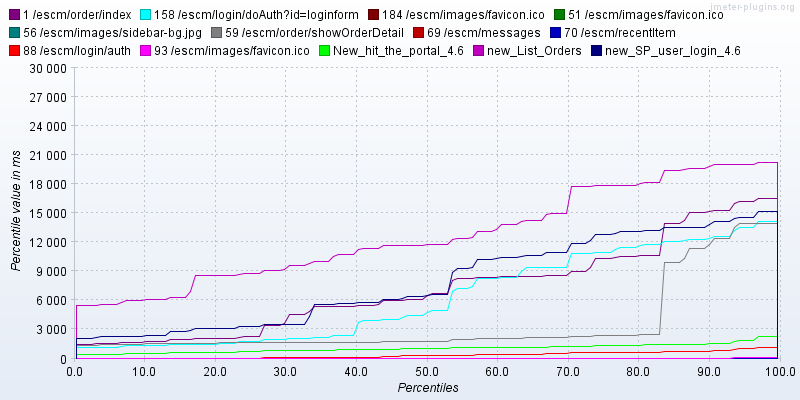 jmeter-plugins.org
1 /escm/order/index 158 /escm/login/doAuth?id=loginform 184 /escm/images/favicon.ico 51 /escm/images/favicon.ico
56 /escm/images/sidebar-bg.jpg 59 /escm/order/showOrderDetail 69 /escm/messages 70 /escm/recentItem
88 /escm/login/auth 93 /escm/images/favicon.ico New_hit_the_portal_4.6 new_List_Orders new_SP_user_login_4.6
30 000
27 000
24 000
21 000
18 000
15 000
12 000
9 000
6 000
3 000
0
Percentile value in ms
0.0 10.0 20.0 30.0 40.0 50.0 60.0 70.0 80.0 90.0 100.0
Percentiles